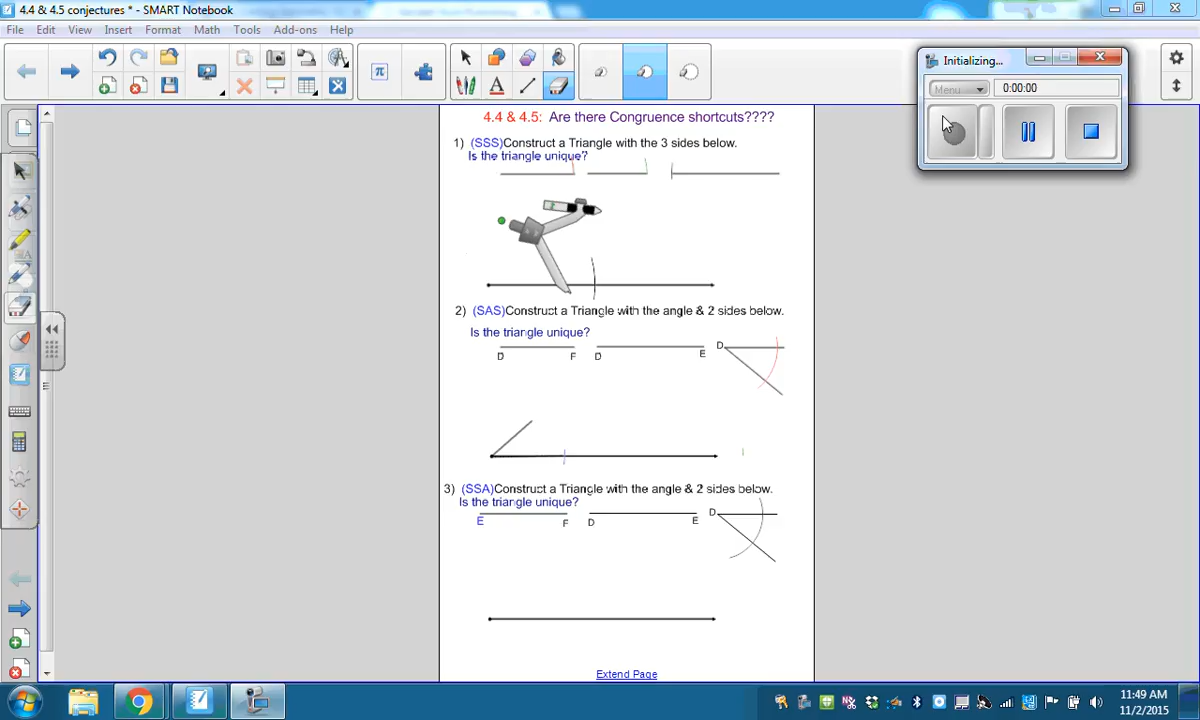 4.4 & 4.5 conjectures * - SMART Notebook
File Edit View Insert Format Math Tools Add-ons Help
Initializing...
Menu 0:00:00
4.4 & 4.5: Are there Congruence shortcuts????
1) (SSS)Construct a Triangle with the 3 sides below.
Is the triangle unique?
2) (SAS)Construct a Triangle with the angle & 2 sides below.
Is the triangle unique?
D F D E D
3) (SSA)Construct a Triangle with the angle & 2 sides below.
Is the triangle unique?
E F D E D
Extend Page
11:49 AM
11/2/2015